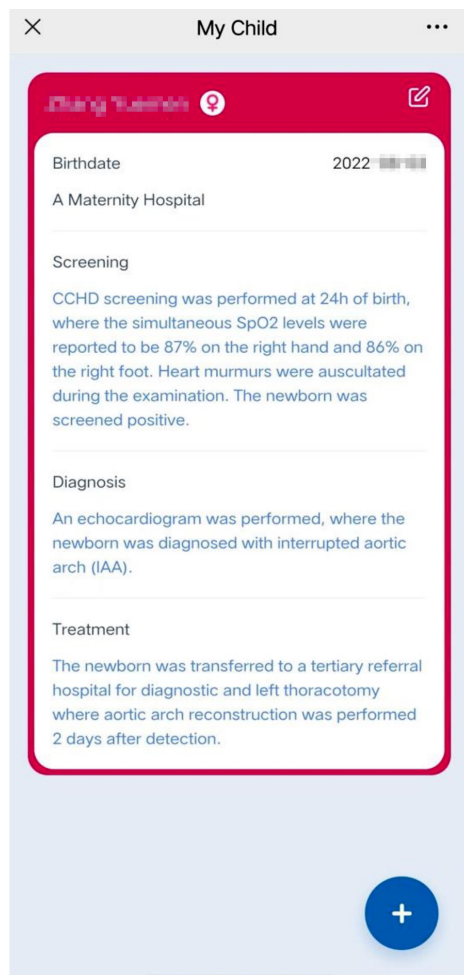 My Child
Birthdate 2022
A Maternity Hospital
Screening
CCHD screening was performed at 24h of birth,
where the simultaneous SpO2 levels were
reported to be 87% on the right hand and 86% on
the right foot. Heart murmurs were auscultated
during the examination. The newborn was
screened positive.
Diagnosis
An echocardiogram was performed, where the
newborn was diagnosed with interrupted aortic
arch (IAA).
Treatment
The newborn was transferred to a tertiary referral
hospital for diagnostic and left thoracotomy
where aortic arch reconstruction was performed
2 days after detection.